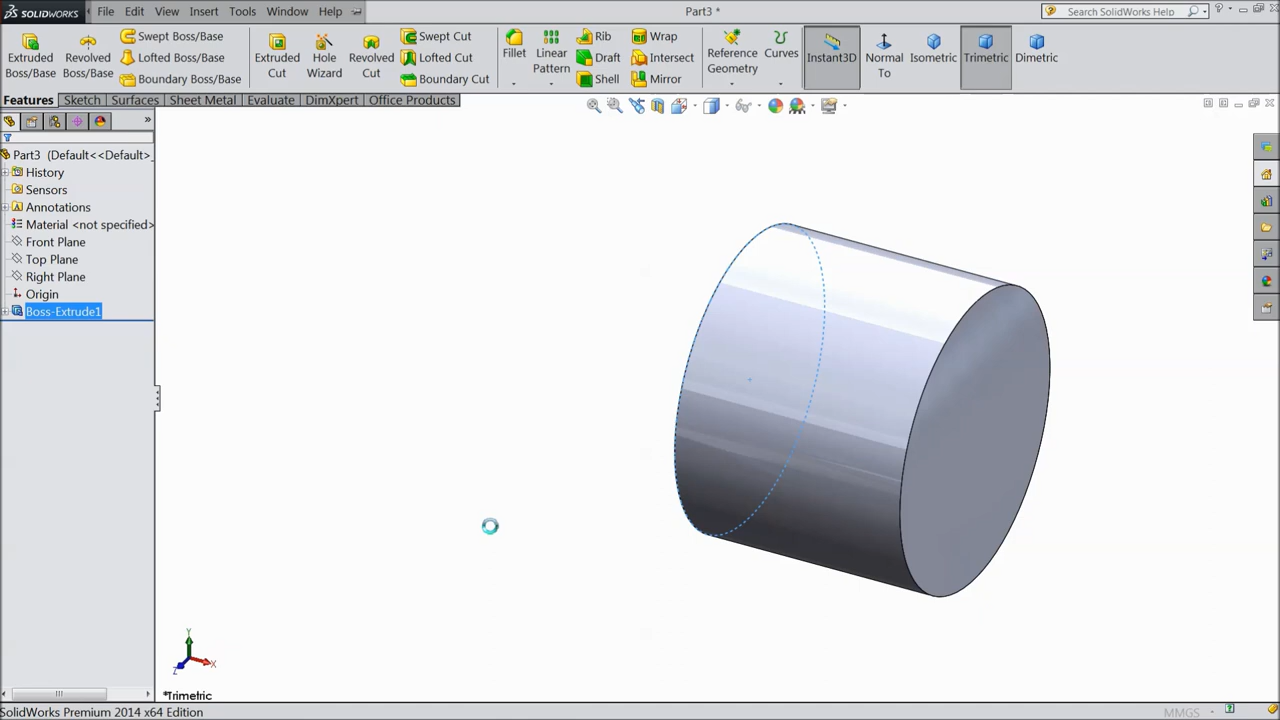 SOLIDWORKS File Edit View Insert Tools Window Help Part3 * Search SolidWorks Help
Extruded Boss/Base
Revolved Boss/Base
Swept Boss/Base
Lofted Boss/Base
Boundary Boss/Base
Extruded Cut
Hole Wizard
Revolved Cut
Swept Cut
Lofted Cut
Boundary Cut
Fillet
Linear Pattern
Rib
Draft
Shell
Wrap
Intersect
Mirror
Reference Geometry
Curves
Instant3D
Normal To
Isometric
Trimetric
Dimetric
Features Sketch Surfaces Sheet Metal Evaluate DimXpert Office Products
Part3 (Default<<Default>_
History
Sensors
Annotations
Material <not specified>
Front Plane
Top Plane
Right Plane
Origin
Boss-Extrude1
Y
X
Z
*Trimetric
SolidWorks Premium 2014 x64 Edition MMGS